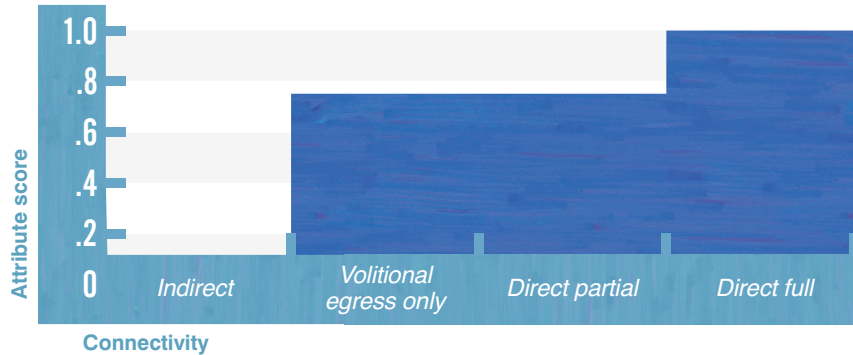 1.0
.8
.6
.4
.2
0
Attribute score
Indirect
Volitional
egress only
Direct partial
Direct full
Connectivity